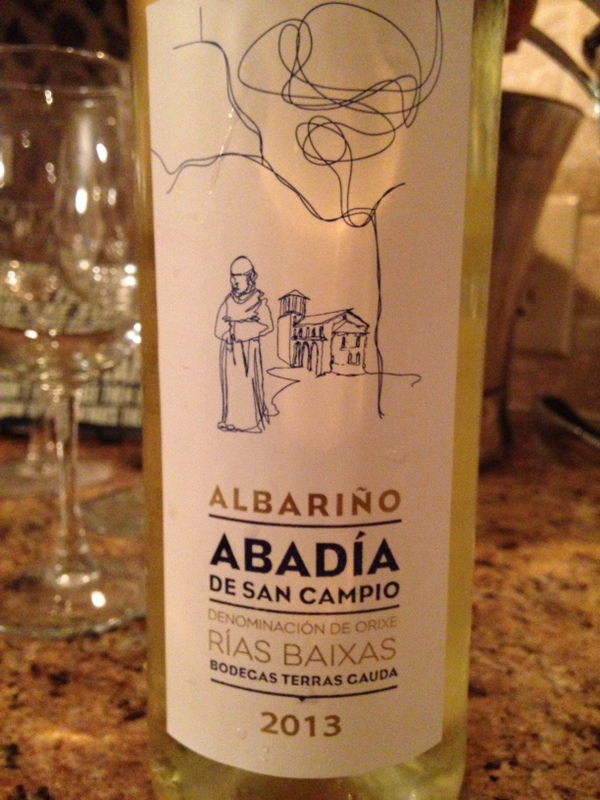 ALBARIÑO
ABADÍA
DE SAN CAMPIO
DENOMINACIÓN DE ORIXE
RÍAS BAIXAS
BODEGAS TERRAS GAUDA
2013